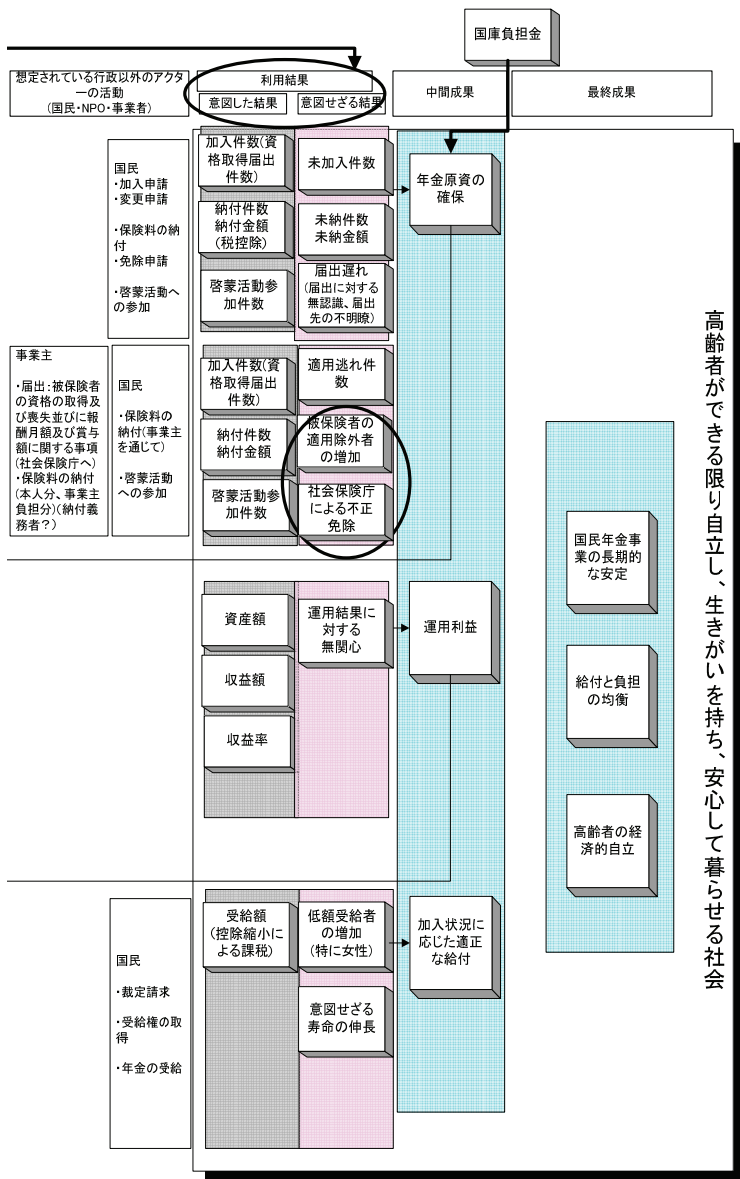 国庫負担金
想定されている行政以外のアクタ
ーの活動
(国民・NPO・事業者)
利用結果
意図した結果
意図せざる結果
中間成果
最終成果
国民
・加入申請
・変更申請
・保険料の納
付
・免除申請
・啓蒙活動へ
の参加
加入件数(資
格取得届出
件数)
納付件数
納付金額
(税控除)
啓蒙活動参
加件数
未加入件数
未納件数
未納金額
届出遅れ
(届出に対する
無認識、届出
先の不明瞭)
年金原資の
確保
事業主
・届出:被保険者
の資格の取得及
び喪失並びに報
酬月額及び賞与
額に関する事項
(社会保険庁へ)
・保険料の納付
(本人分、事業主
負担分)(納付義
務者?)
国民
・保険料の
納付(事業主
を通じて)
・啓蒙活動
への参加
加入件数(資
格取得届出
件数)
納付件数
納付金額
啓蒙活動参
加件数
適用逃れ件
数
被保険者の
適用除外者
の増加
社会保険庁
による不正
免除
資産額
収益額
収益率
運用結果に
対する
無関心
運用利益
国民
・裁定請求
・受給権の取
得
・年金の受給
受給額
(控除縮小に
よる課税)
低額受給者
の増加
(特に女性)
意図せざる
寿命の伸長
加入状況に
応じた適正
な給付
国民年金事
業の長期的
な安定
給付と負担
の均衡
高齢者の経
済的自立
高齢者ができる限り自立し、生きがいを持ち、安心して暮らせる社会